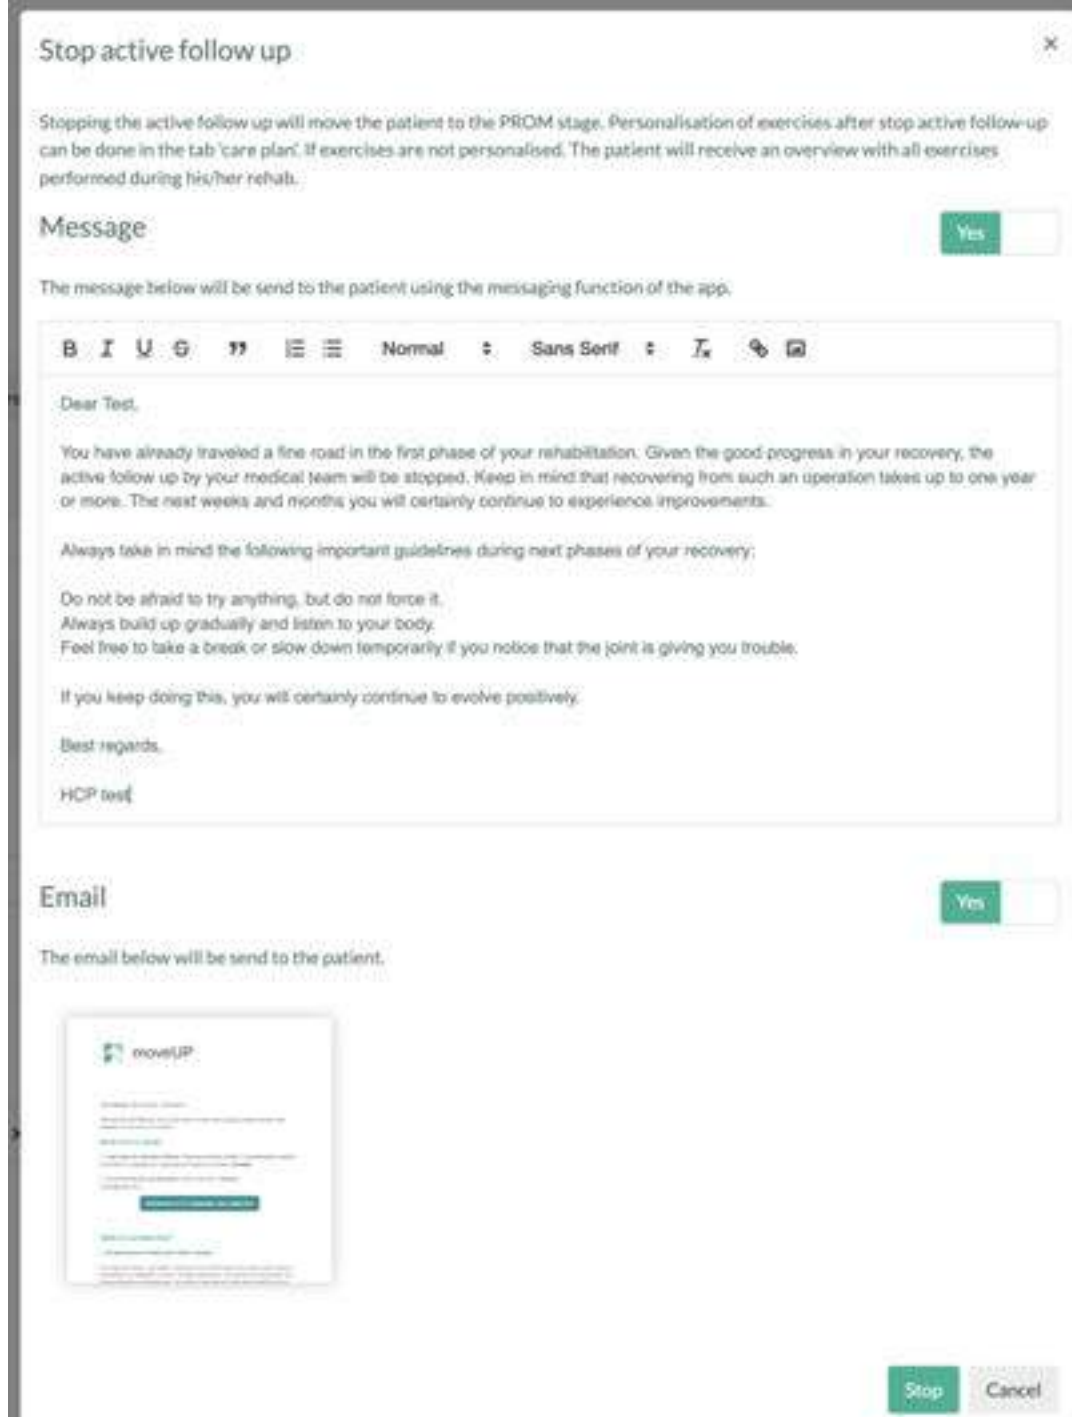 Stop active follow up
×
Stopping the active follow up will move the patient to the PROM stage. Personalisation of exercises after stop active follow-up
can be done in the tab 'care plan'. If exercises are not personalised. The patient will receive an overview with all exercises
performed during his/her rehab.
Message
Yes
The message below will be send to the patient using the messaging function of the app.
B I U S Normal Sans Serif
Dear Test,
You have already traveled a fine road in the first phase of your rehabilitation. Given the good progress in your recovery, the
active follow up by your medical team will be stopped. Keep in mind that recovering from such an operation takes up to one year
or more. The next weeks and months you will certainly continue to experience improvements.
Always take in mind the following important guidelines during next phases of your recovery:
Do not be afraid to try anything, but do not force it.
Always build up gradually and listen to your body.
Feel free to take a break or slow down temporarily if you notice that the joint is giving you trouble.
If you keep doing this, you will certainly continue to evolve positively.
Best regards,
HCP test
Email
Yes
The email below will be send to the patient.
moveUP
Stop
Cancel